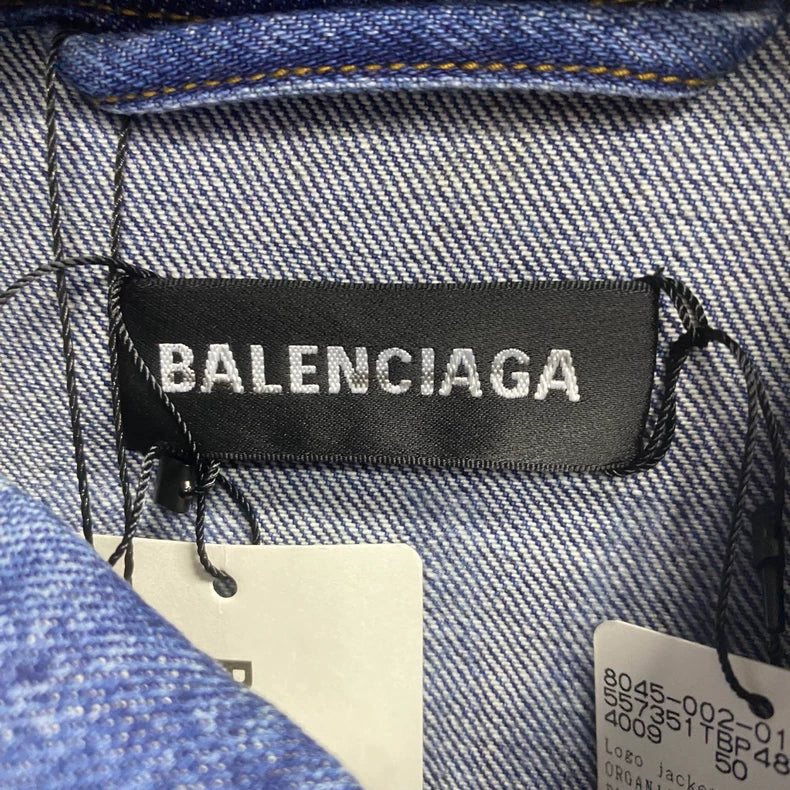 BALENCIAGA
8045-002-01
557351TBP48
4009 50
Logo jacke
ORGANI